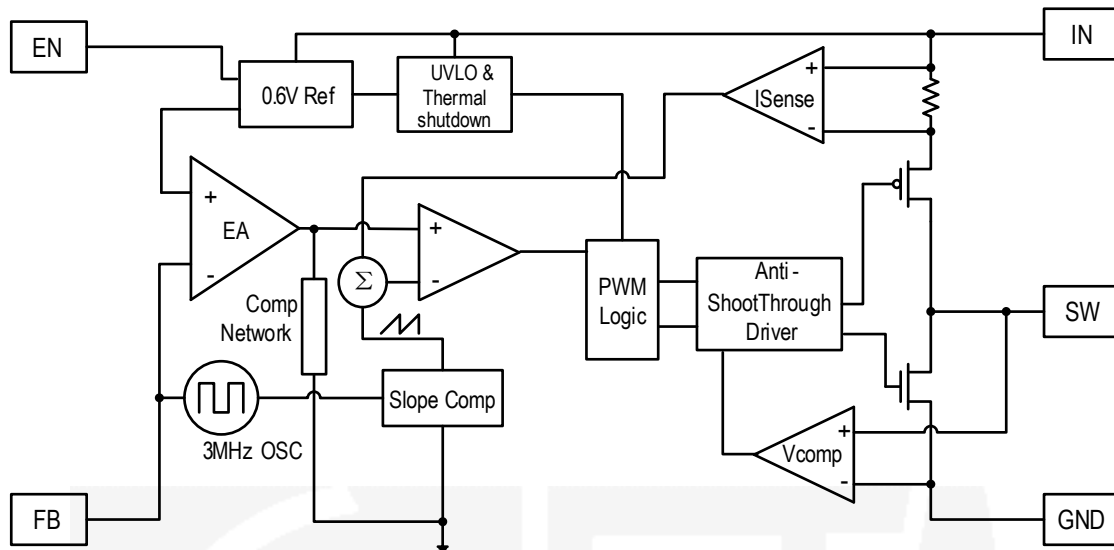 EN
IN
0.6V Ref
UVLO &
Thermal
shutdown
+
ISense
-
+
EA
-
+
-
Σ
Comp
Network
PWM
Logic
Anti -
ShootThrough
Driver
SW
Slope Comp
3MHz OSC
+
Vcomp
-
FB
GND